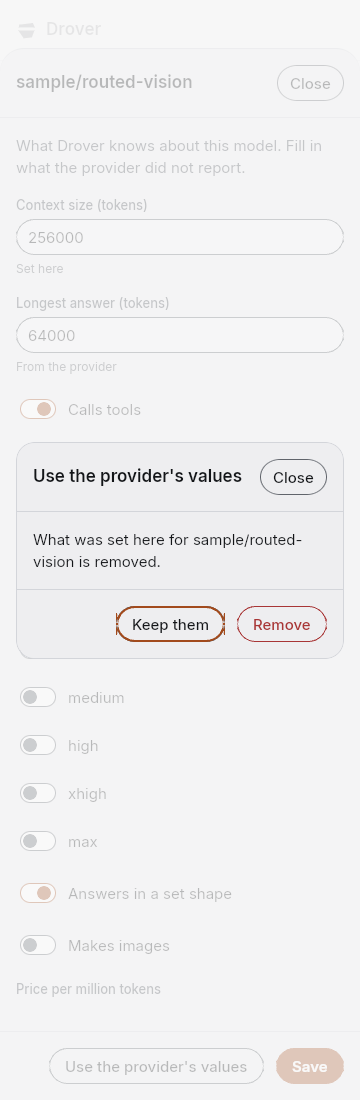 Drover
sample/routed-vision
Close
What Drover knows about this model. Fill in
what the provider did not report.
Context size (tokens)
256000
Set here
Longest answer (tokens)
64000
From the provider
Calls tools
Use the provider's values
Close
What was set here for sample/routed-
vision is removed.
Keep them
Remove
medium
high
xhigh
max
Answers in a set shape
Makes images
Price per million tokens
Use the provider's values
Save